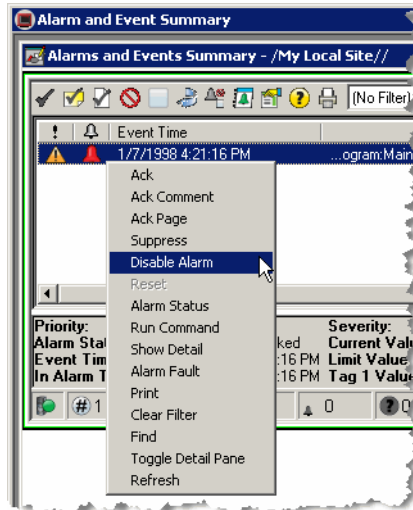 Alarm and Event Summary
Alarms and Events Summary - /My Local Site//
(No Filter)
! Event Time
1/7/1998 4:21:16 PM ...ogram:Main
Ack
Ack Comment
Ack Page
Suppress
Disable Alarm
Reset
Alarm Status
Run Command
Show Detail
Alarm Fault
Print
Clear Filter
Find
Toggle Detail Pane
Refresh
Priority: Severity:
Alarm Stat ked Current Val
Event Tim :16 PM Limit Value
In Alarm T :16 PM Tag 1 Value
# 1 0 ? 0